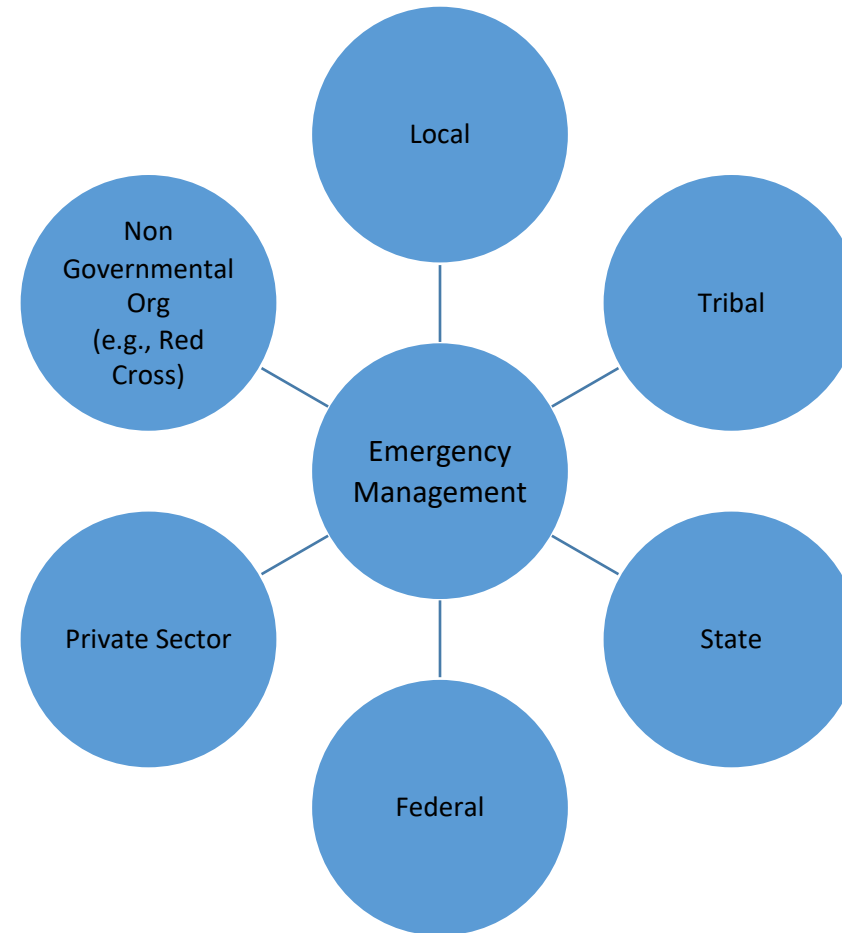 Local
Non
Governmental
Org
(e.g., Red
Cross)
Tribal
Emergency
Management
Private Sector
State
Federal